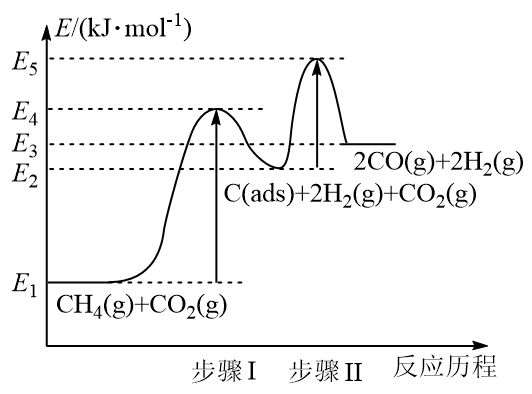 E/(kJ·mol⁻¹)
E₅
E₄
E₃
E₂
2CO(g)+2H₂(g)
C(ads)+2H₂(g)+CO₂(g)
E₁
CH₄(g)+CO₂(g)
步骤I 步骤II 反应历程